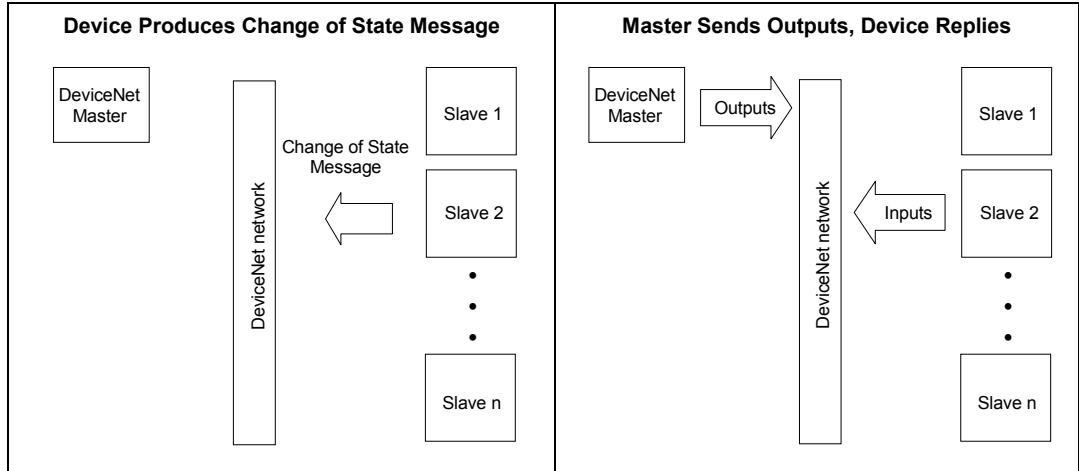 Device Produces Change of State Message
DeviceNet
Master
DeviceNet network
Change of State
Message
Slave 1
Slave 2
Slave n
Master Sends Outputs, Device Replies
DeviceNet
Master
Outputs
DeviceNet network
Inputs
Slave 1
Slave 2
Slave n